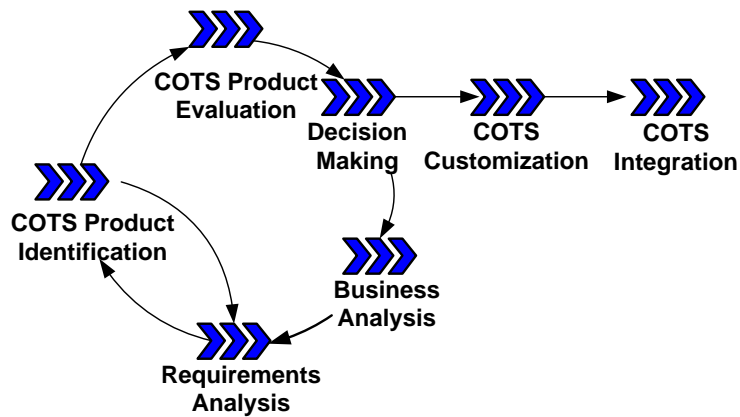 COTS Product
Evaluation
Decision
Making
COTS
Customization
COTS
Integration
COTS Product
Identification
Business
Analysis
Requirements
Analysis